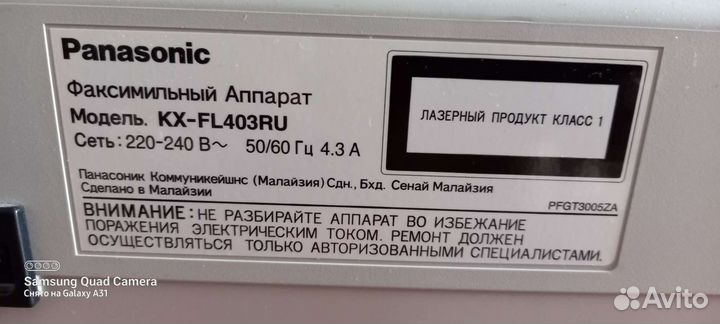 Panasonic
Факсимильный Аппарат
Модель. KX-FL403RU
Сеть: 220-240 В~ 50/60 Гц 4.3 А
ЛАЗЕРНЫЙ ПРОДУКТ КЛАСС 1
Панасоник Коммуникейшнс (Малайзия) Сдн., Бхд. Сенай Малайзия
Сделано в Малайзии
PFGT3005ZA
ВНИМАНИЕ: НЕ РАЗБИРАЙТЕ АППАРАТ ВО ИЗБЕЖАНИЕ
ПОРАЖЕНИЯ ЭЛЕКТРИЧЕСКИМ ТОКОМ. РЕМОНТ ДОЛЖЕН
ОСУЩЕСТВЛЯТЬСЯ ТОЛЬКО АВТОРИЗОВАННЫМИ СПЕЦИАЛИСТАМИ.
Samsung Quad Camera
Снято на Galaxy A31
Avito